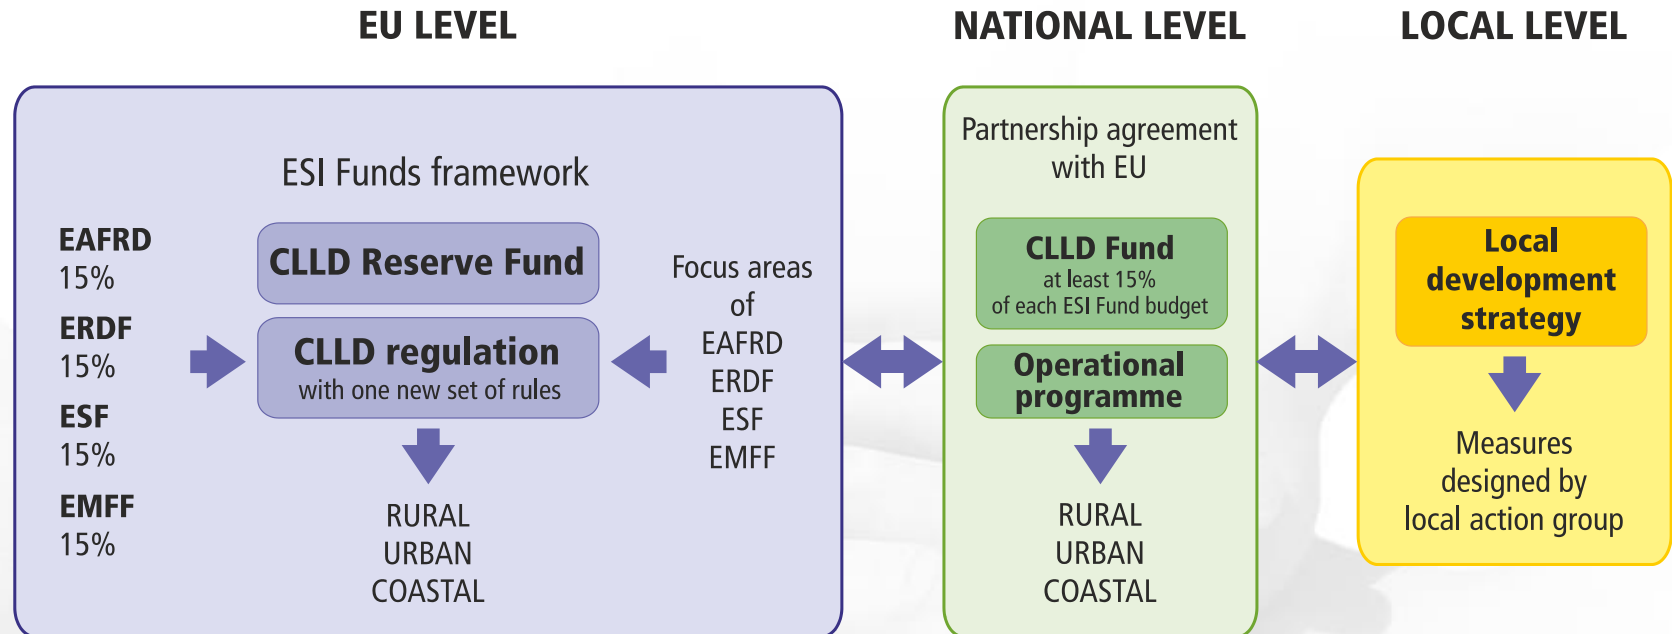 EU LEVEL
ESI Funds framework
EAFRD
15%
ERDF
15%
ESF
15%
EMFF
15%
CLLD Reserve Fund
CLLD regulation
with one new set of rules
RURAL
URBAN
COASTAL
Focus areas
of
EAFRD
ERDF
ESF
EMFF
NATIONAL LEVEL
Partnership agreement
with EU
CLLD Fund
at least 15%
of each ESI Fund budget
Operational
programme
RURAL
URBAN
COASTAL
LOCAL LEVEL
Local
development
strategy
Measures
designed by
local action group